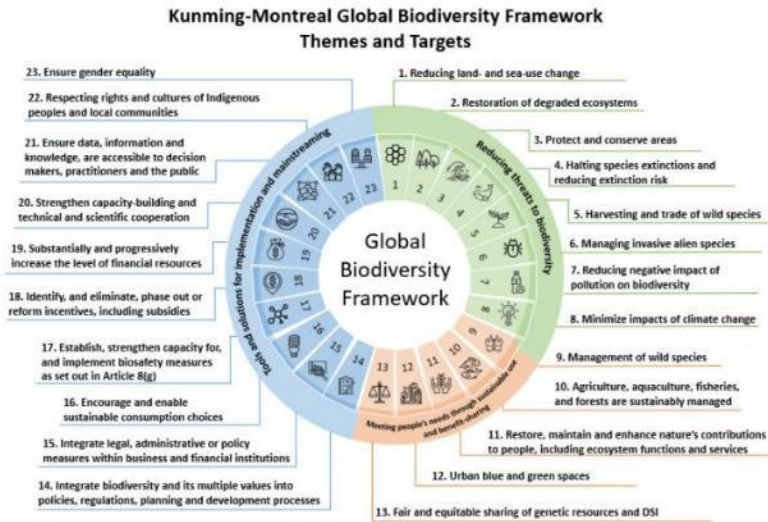 Kunming-Montreal Global Biodiversity Framework
Themes and Targets
23. Ensure gender equality
22. Respecting rights and cultures of Indigenous
peoples and local communities
21. Ensure data, information and
knowledge, are accessible to decision
makers, practitioners and the public
20. Strengthen capacity-building and
technical and scientific cooperation
19. Substantially and progressively
increase the level of financial resources
18. Identify, and eliminate, phase out or
reform incentives, including subsidies
17. Establish, strengthen capacity for,
and implement biosafety measures
as set out in Article 8(g)
16. Encourage and enable
sustainable consumption choices
15. Integrate legal, administrative or policy
measures within business and financial institutions
14. Integrate biodiversity and its multiple values into
policies, regulations, planning and development processes
1. Reducing land- and sea-use change
2. Restoration of degraded ecosystems
3. Protect and conserve areas
4. Halting species extinctions and
reducing extinction risk
5. Harvesting and trade of wild species
6. Managing invasive alien species
7. Reducing negative impact of
pollution on biodiversity
8. Minimize impacts of climate change
9. Management of wild species
10. Agriculture, aquaculture, fisheries,
and forests are sustainably managed
11. Restore, maintain and enhance nature's contributions
to people, including ecosystem functions and services
12. Urban blue and green spaces
13. Fair and equitable sharing of genetic resources and DSI
Reducing threats to biodiversity
Meeting people's needs through sustainable use
and benefit-sharing
Tools and solutions for implementation and mainstreaming
Global
Biodiversity
Framework
1
2
3
4
5
6
7
8
9
10
11
12
13
14
15
16
17
18
19
20
21
22
23